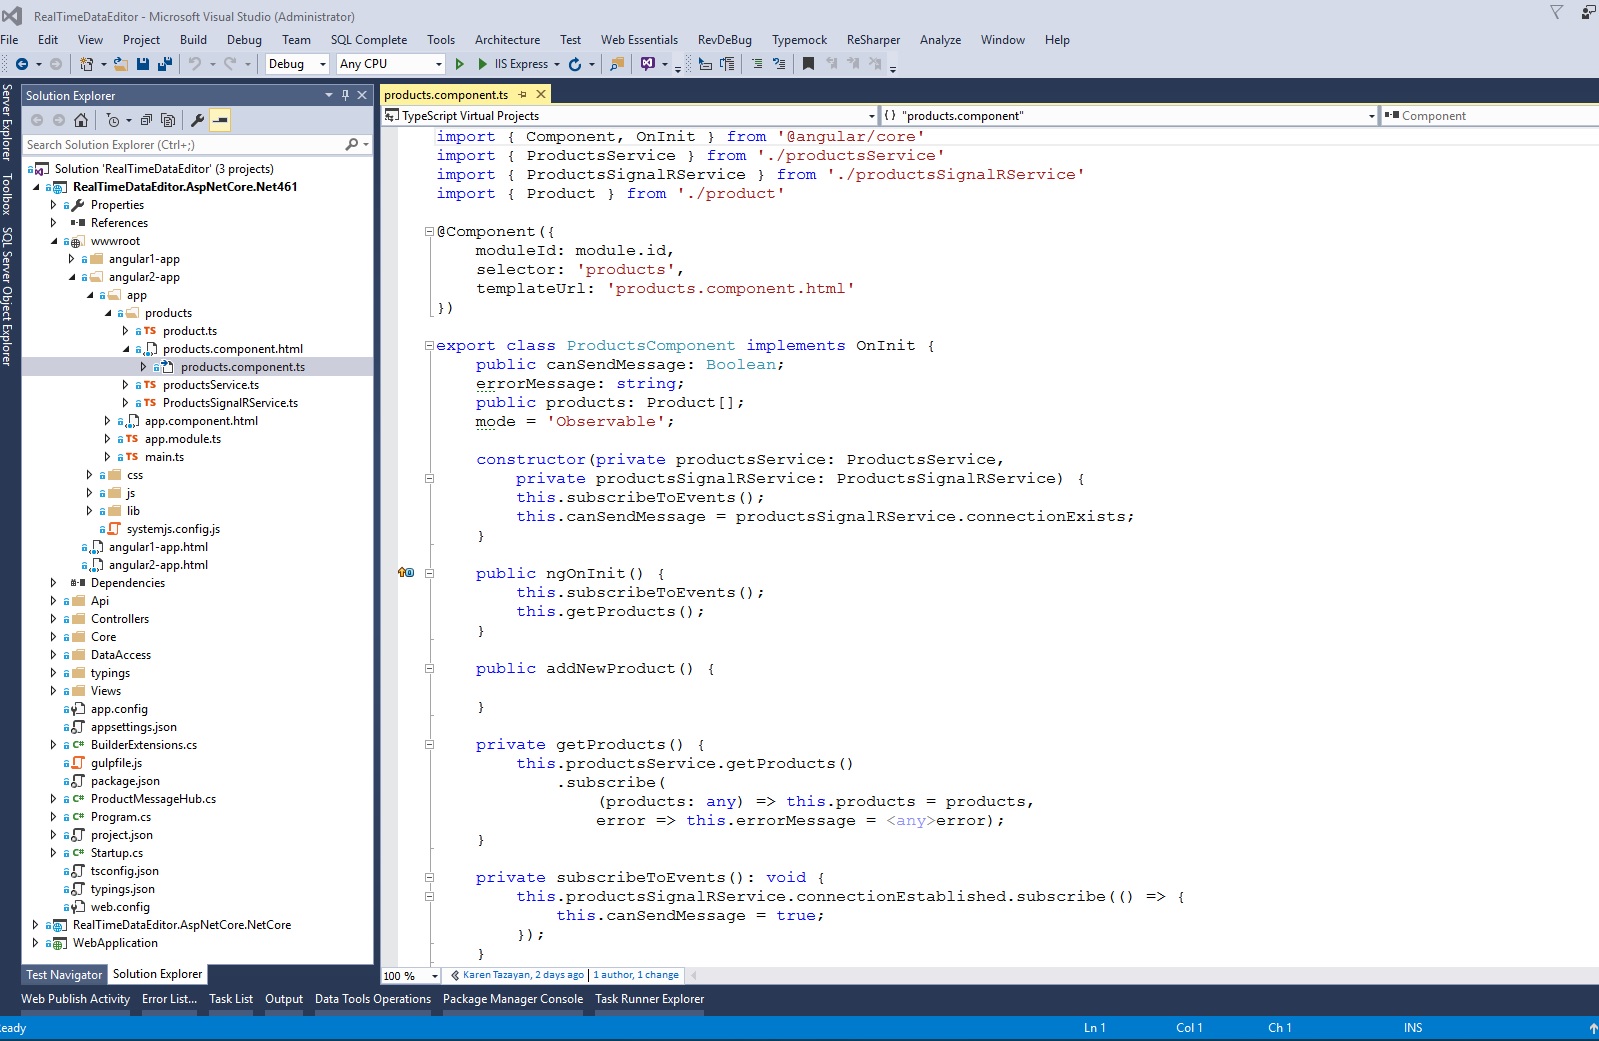 RealTimeDataEditor - Microsoft Visual Studio (Administrator)
File Edit View Project Build Debug Team SQL Complete Tools Architecture Test Web Essentials RevDeBug Typemock ReSharper Analyze Window Help
Debug Any CPU IIS Express
Server Explorer
Toolbox
SQL Server Object Explorer
Solution Explorer
Search Solution Explorer (Ctrl+;)
Solution 'RealTimeDataEditor' (3 projects)
RealTimeDataEditor.AspNetCore.Net461
Properties
References
wwwroot
angular1-app
angular2-app
app
products
TS product.ts
products.component.html
products.component.ts
TS productsService.ts
TS ProductsSignalRService.ts
app.component.html
TS app.module.ts
TS main.ts
css
js
lib
systemjs.config.js
angular1-app.html
angular2-app.html
Dependencies
Api
Controllers
Core
DataAccess
typings
Views
app.config
appsettings.json
C# BuilderExtensions.cs
gulpfile.js
package.json
C# ProductMessageHub.cs
C# Program.cs
project.json
C# Startup.cs
tsconfig.json
typings.json
web.config
RealTimeDataEditor.AspNetCore.NetCore
WebApplication
Test Navigator Solution Explorer
products.component.ts
TypeScript Virtual Projects {} "products.component" Component
import { Component, OnInit } from '@angular/core'
import { ProductsService } from './productsService'
import { ProductsSignalRService } from './productsSignalRService'
import { Product } from './product'
@Component({
moduleId: module.id,
selector: 'products',
templateUrl: 'products.component.html'
})
export class ProductsComponent implements OnInit {
public canSendMessage: Boolean;
errorMessage: string;
public products: Product[];
mode = 'Observable';
constructor(private productsService: ProductsService,
private productsSignalRService: ProductsSignalRService) {
this.subscribeToEvents();
this.canSendMessage = productsSignalRService.connectionExists;
}
public ngOnInit() {
this.subscribeToEvents();
this.getProducts();
}
public addNewProduct() {
}
private getProducts() {
this.productsService.getProducts()
.subscribe(
(products: any) => this.products = products,
error => this.errorMessage = <any>error);
}
private subscribeToEvents(): void {
this.productsSignalRService.connectionEstablished.subscribe(() => {
this.canSendMessage = true;
});
}
100 % Karen Tazayan, 2 days ago | 1 author, 1 change
Web Publish Activity Error List... Task List Output Data Tools Operations Package Manager Console Task Runner Explorer
eady Ln 1 Col 1 Ch 1 INS